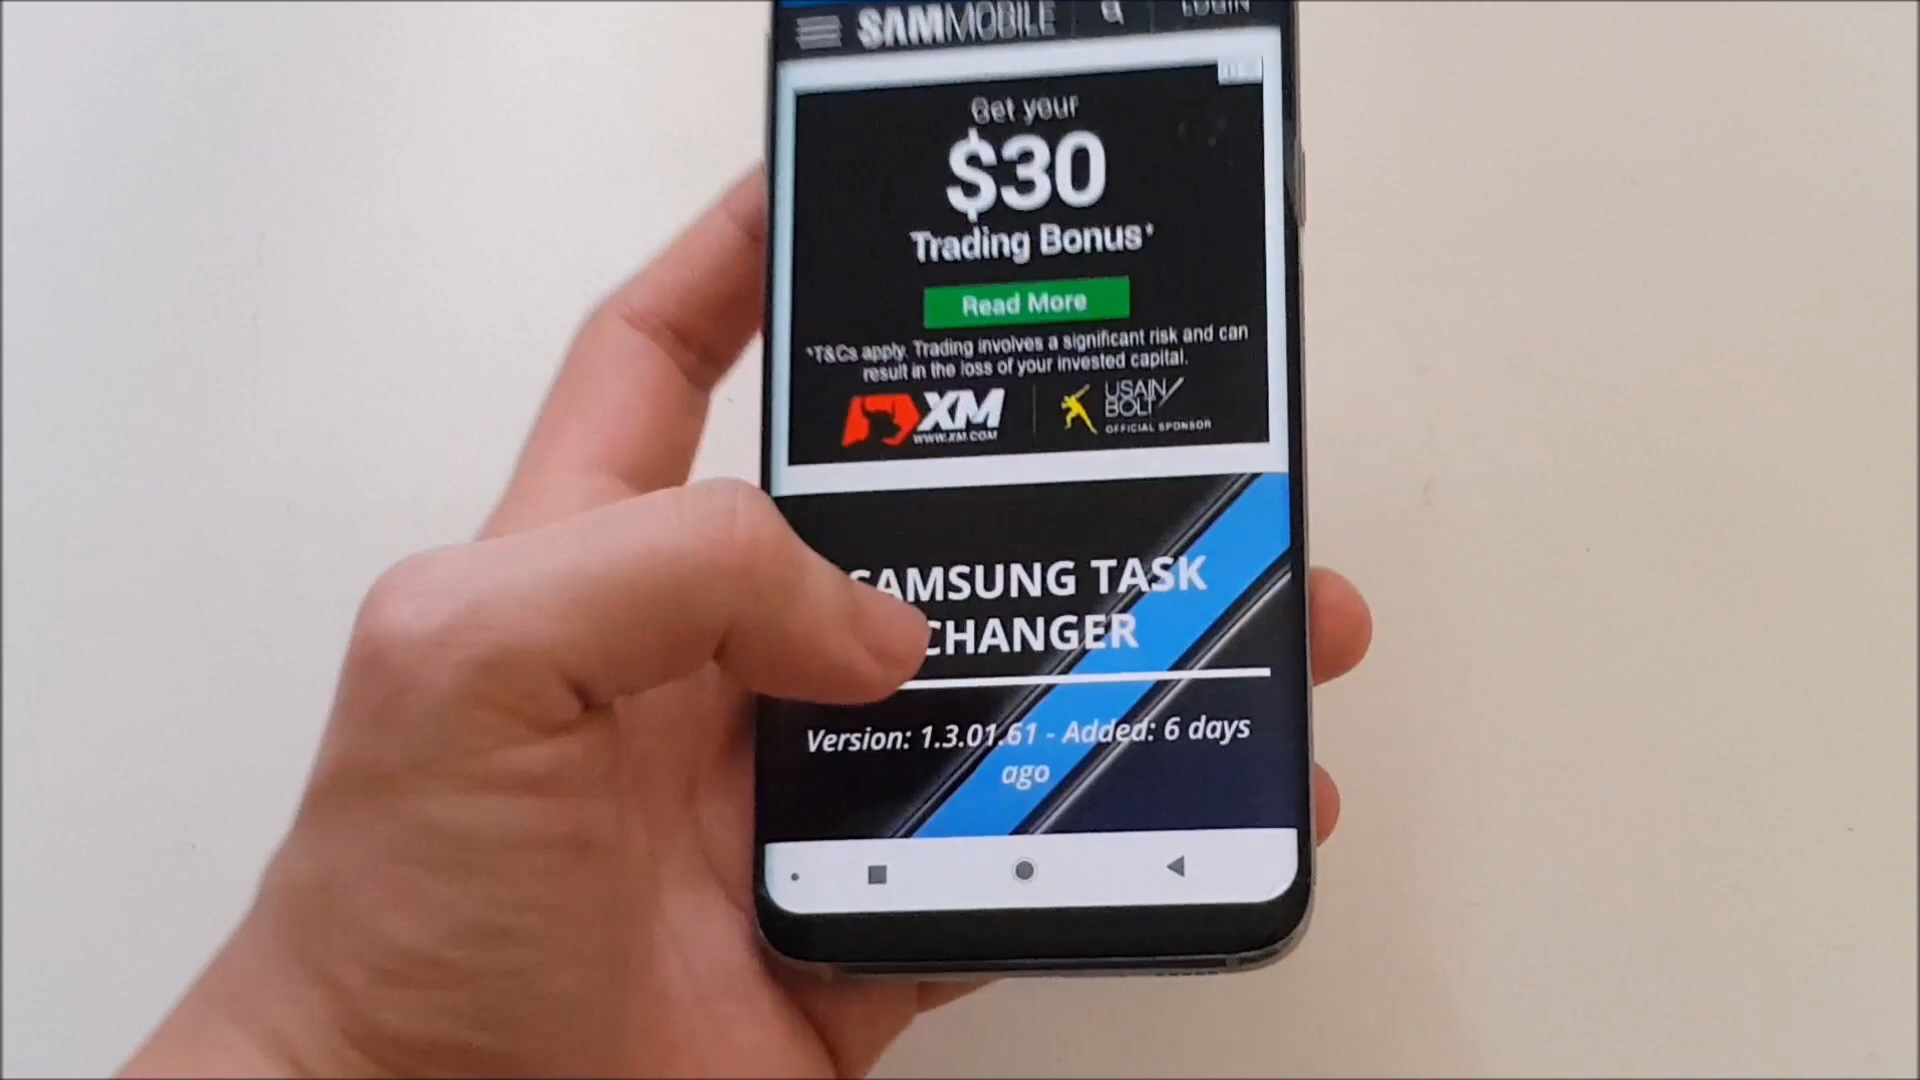 SAMMOBILE
LOGIN
Get your
$30
Trading Bonus*
Read More
*T&Cs apply. Trading involves a significant risk and can
result in the loss of your invested capital.
XM
WWW.XM.COM
USAIN
BOLT
OFFICIAL SPONSOR
SAMSUNG TASK
CHANGER
Version: 1.3.01.61 - Added: 6 days
ago